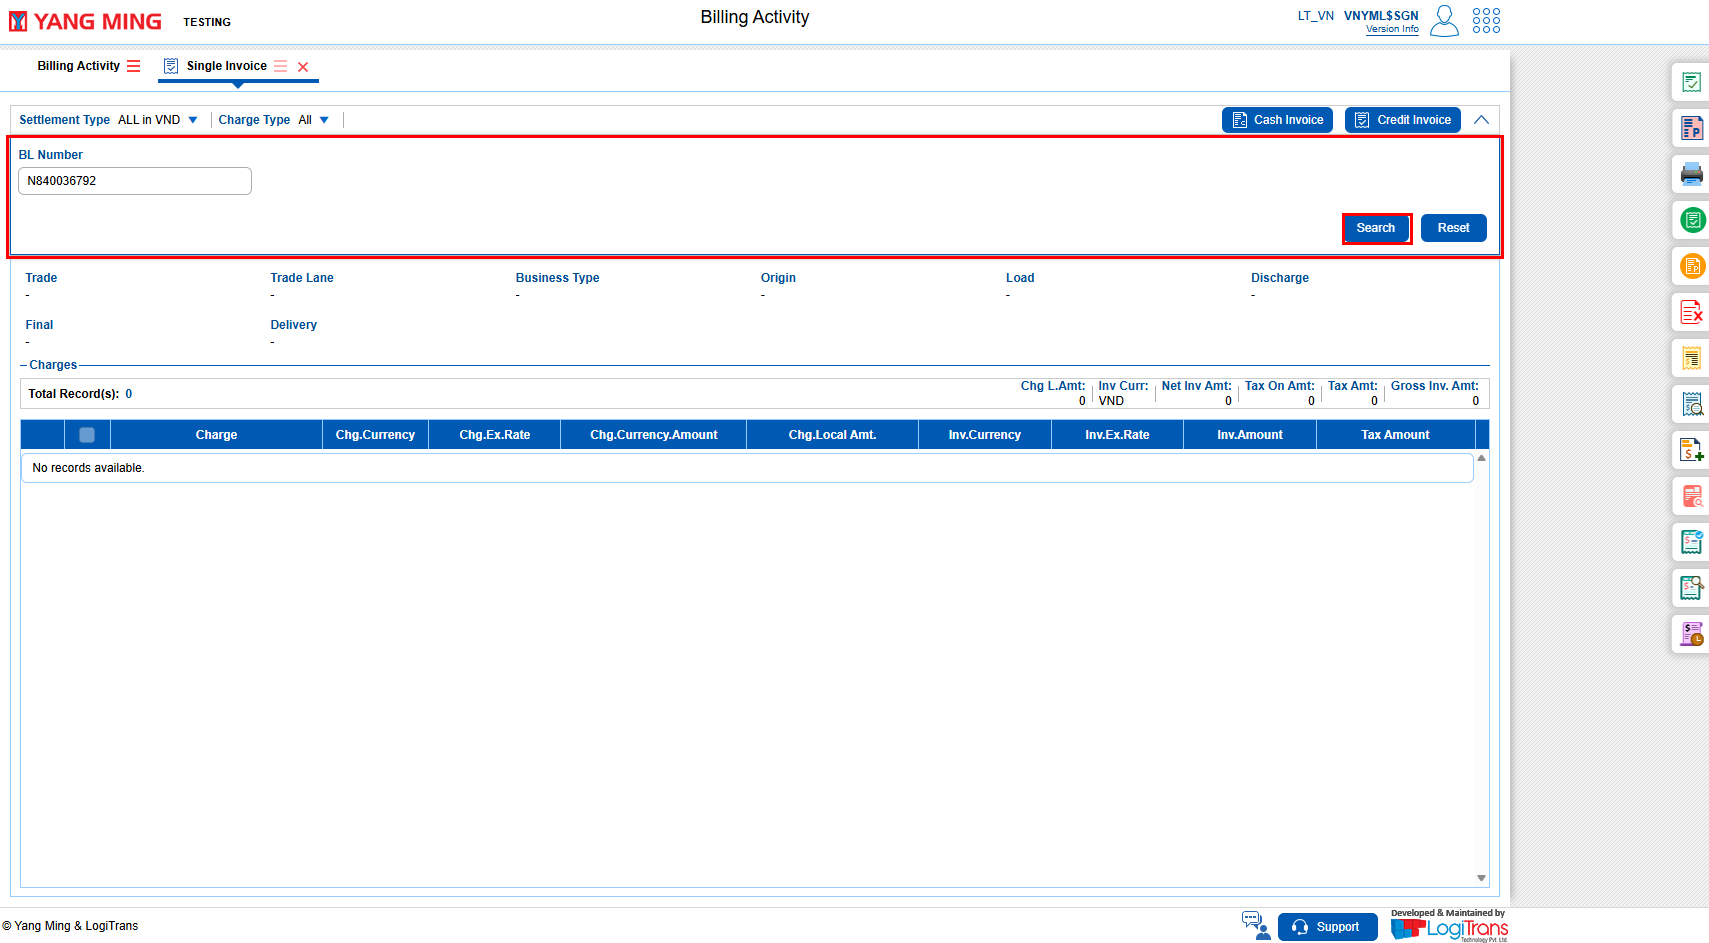 YANG MING TESTING Billing Activity LT_VN VNYML$SGN
Version Info
Billing Activity Single Invoice
Settlement Type ALL in VND Charge Type All Cash Invoice Credit Invoice
BL Number
N840036792
Search Reset
Trade Trade Lane Business Type Origin Load Discharge
- - - - - -
Final Delivery
- -
Charges
Total Record(s): 0 Chg L.Amt: Inv Curr: Net Inv Amt: Tax On Amt: Tax Amt: Gross Inv. Amt:
0 VND 0 0 0 0
Charge Chg.Currency Chg.Ex.Rate Chg.Currency.Amount Chg.Local Amt. Inv.Currency Inv.Ex.Rate Inv.Amount Tax Amount
No records available.
© Yang Ming & LogiTrans Support Developed & Maintained by
LogiTrans
Technology Pvt. Ltd.